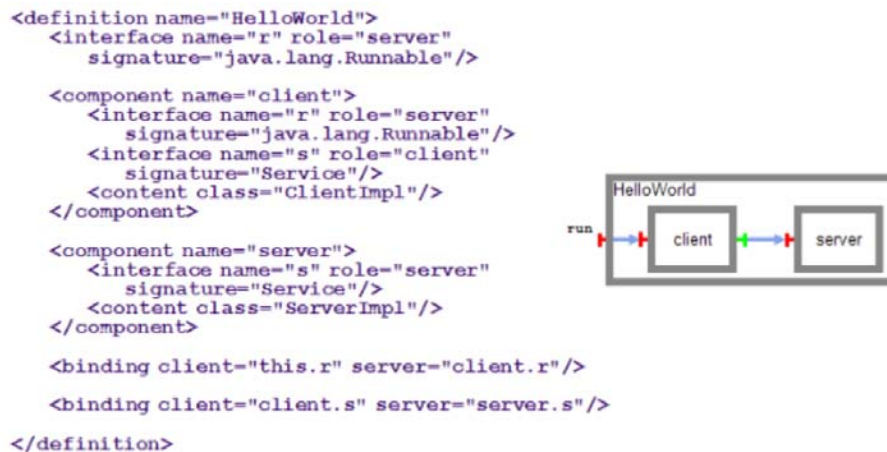 <definition name="HelloWorld">
<interface name="r" role="server"
signature="java.lang.Runnable"/>
<component name="client">
<interface name="r" role="server"
signature="java.lang.Runnable"/>
<interface name="s" role="client"
signature="Service"/>
<content class="ClientImpl"/>
</component>
<component name="server">
<interface name="s" role="server"
signature="Service"/>
<content class="ServerImpl"/>
</component>
<binding client="this.r" server="client.r"/>
<binding client="client.s" server="server.s"/>
</definition>
HelloWorld
run
client
server